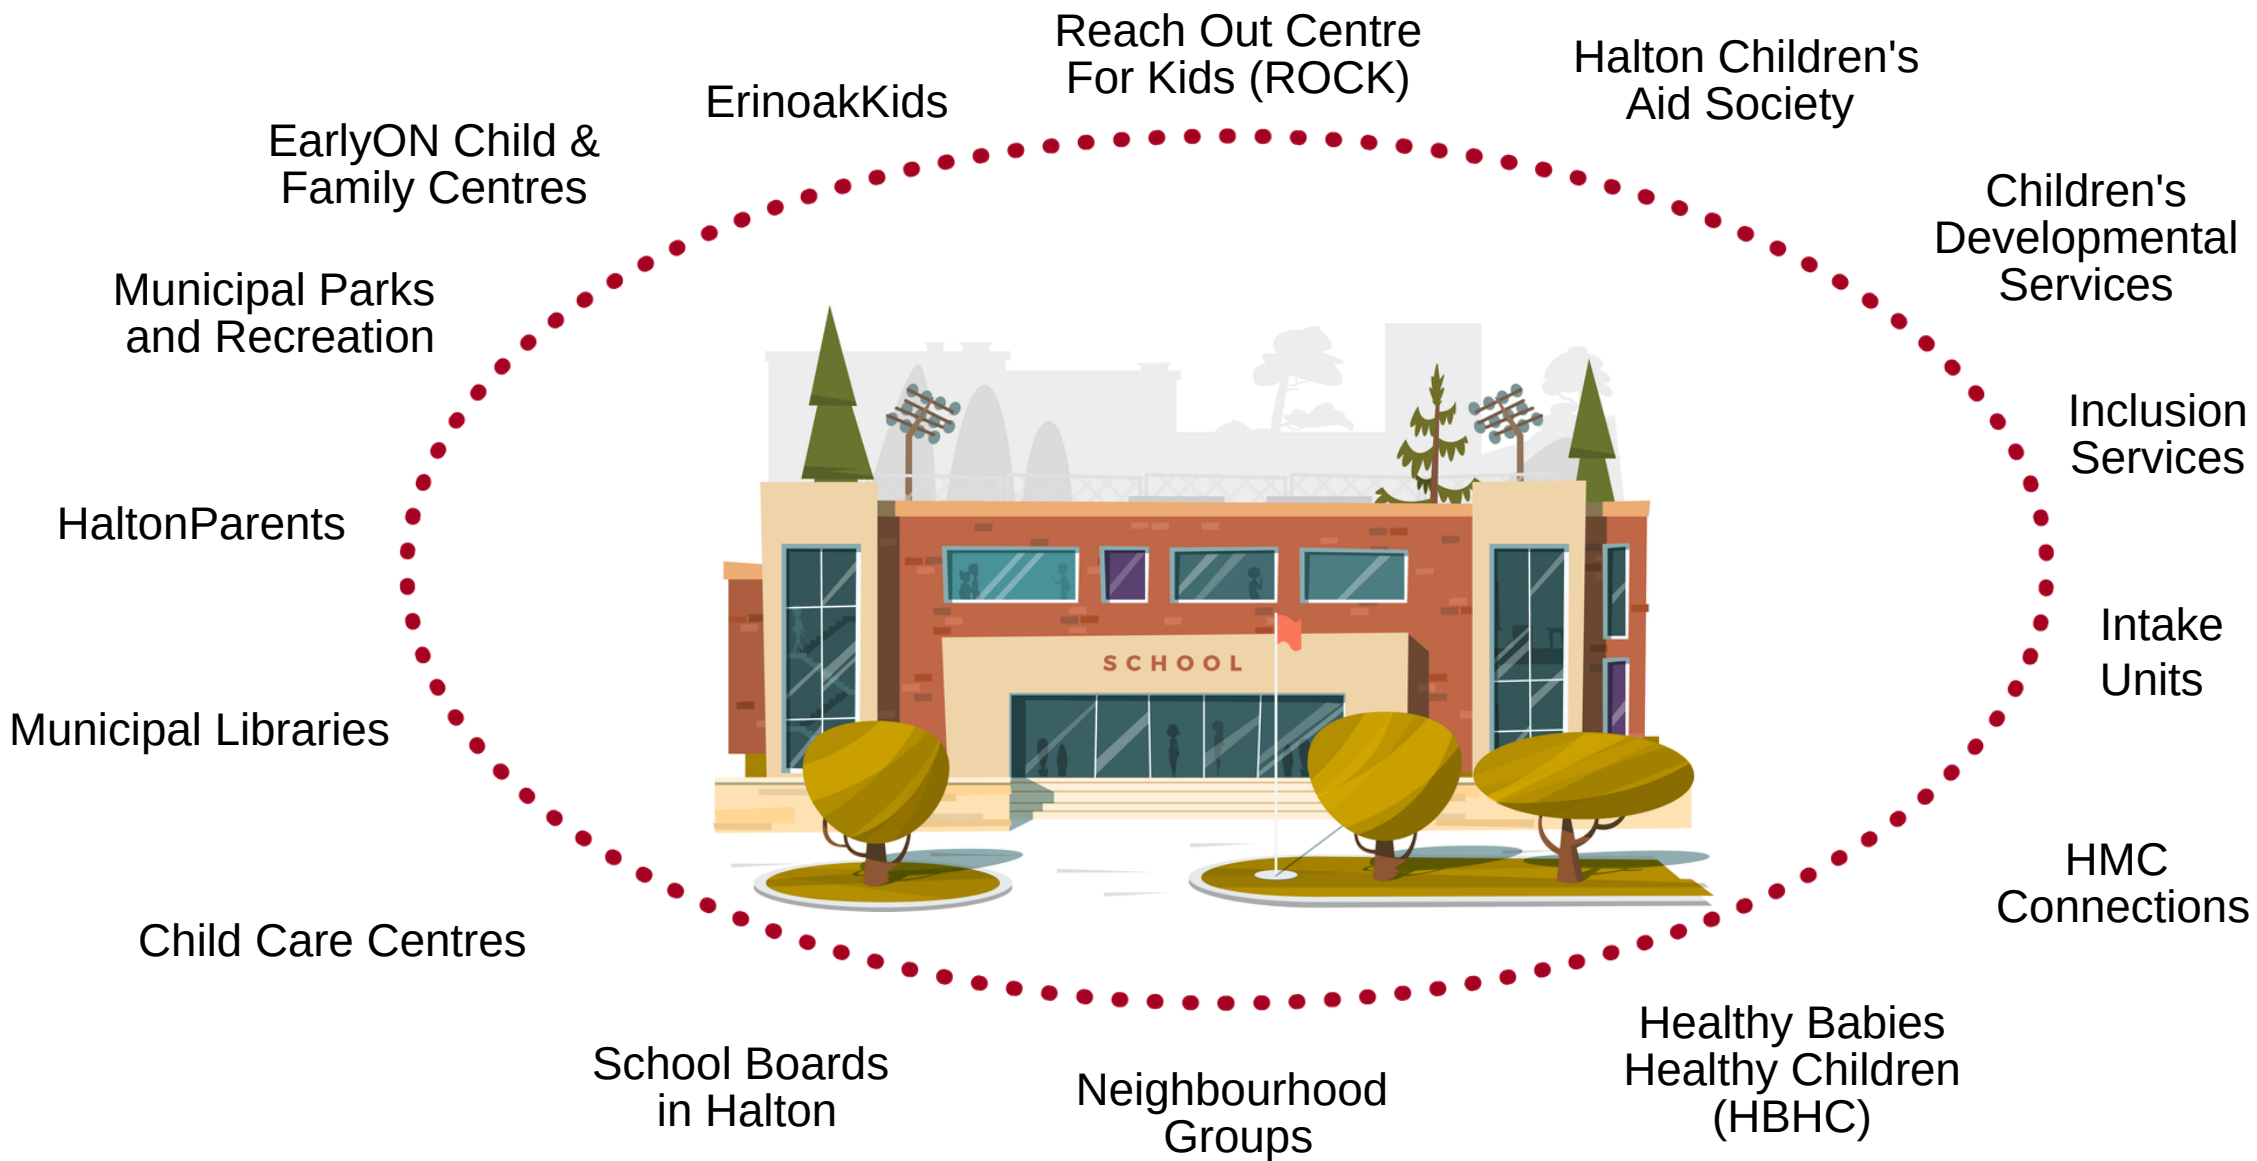 Reach Out Centre
For Kids (ROCK)
Halton Children's
Aid Society
Children's
Developmental
Services
Inclusion
Services
Intake
Units
HMC
Connections
Healthy Babies
Healthy Children
(HBHC)
Neighbourhood
Groups
School Boards
in Halton
Child Care Centres
Municipal Libraries
HaltonParents
Municipal Parks
and Recreation
EarlyON Child &
Family Centres
ErinoakKids
SCHOOL